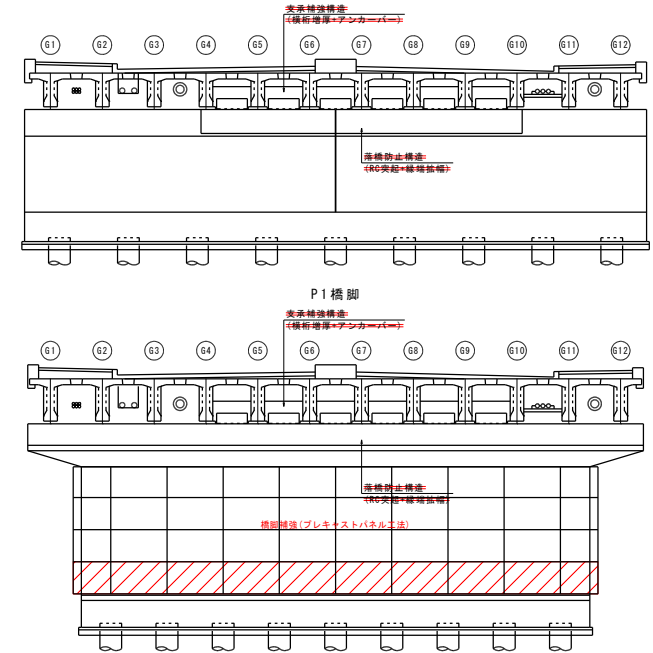 支承補強構造
(横桁増厚+アンカーバー)
G1 G2 G3 G4 G5 G6 G7 G8 G9 G10 G11 G12
落橋防止構造
(RC突起+縁端拡幅)
P1橋脚
支承補強構造
(横桁増厚+アンカーバー)
G1 G2 G3 G4 G5 G6 G7 G8 G9 G10 G11 G12
落橋防止構造
(RC突起+縁端拡幅)
橋脚補強(プレキャストパネル工法)